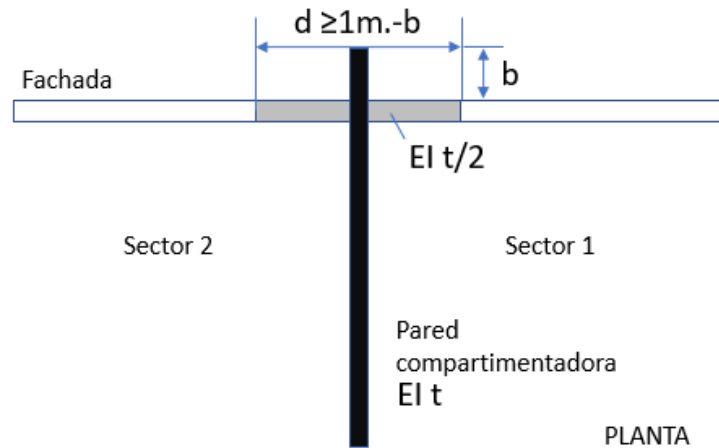 d ≥1m.-b
b
Fachada
EI t/2
Sector 2
Sector 1
Pared
compartimentadora
EI t
PLANTA